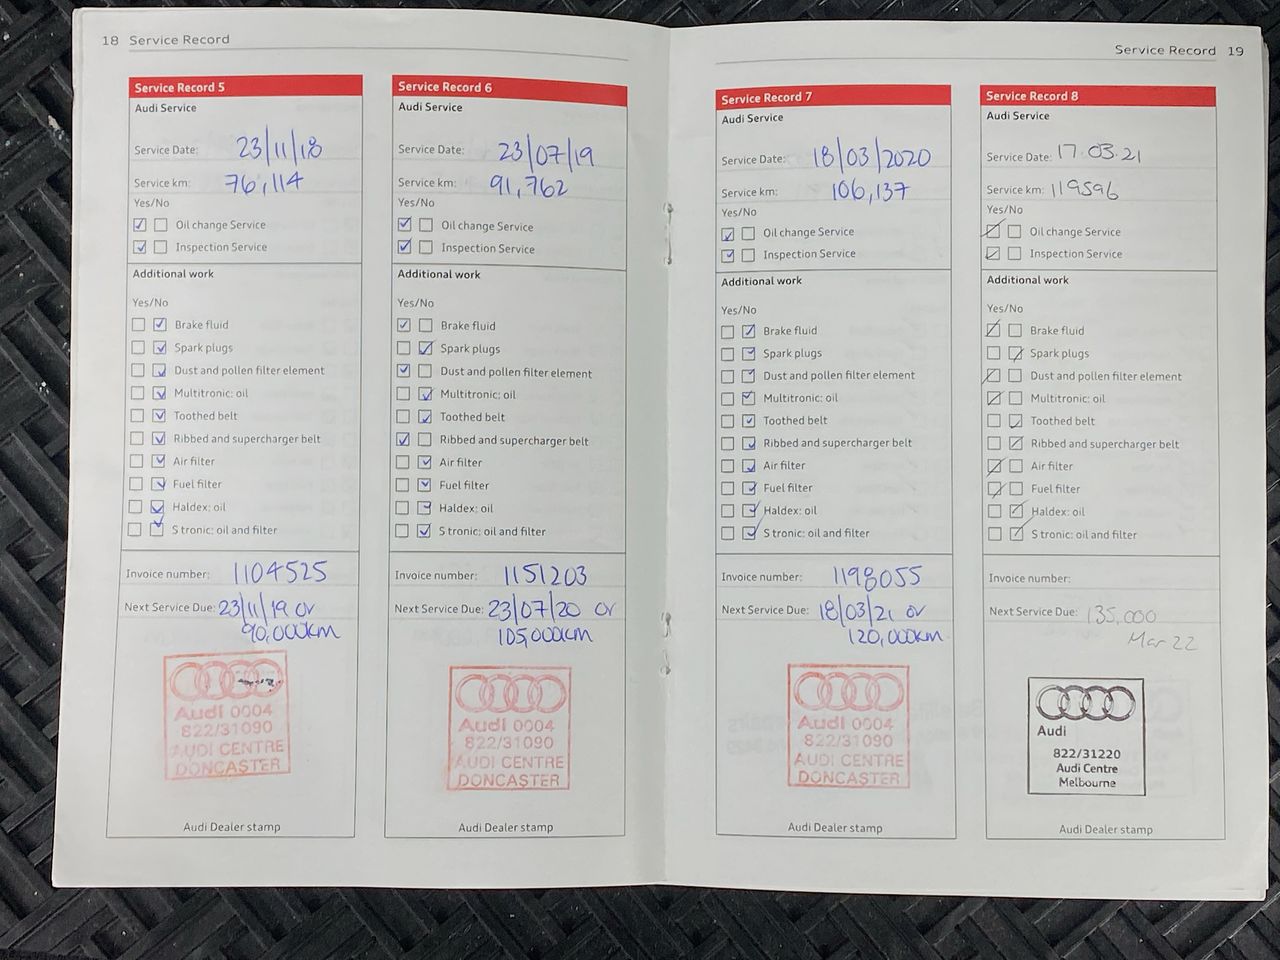 18 Service Record
Service Record 5
Audi Service
Service Date: 23/11/18
Service km: 76,114
Yes/No
Oil change Service
Inspection Service
Additional work
Yes/No
Brake fluid
Spark plugs
Dust and pollen filter element
Multitronic: oil
Toothed belt
Ribbed and supercharger belt
Air filter
Fuel filter
Haldex: oil
S tronic: oil and filter
Invoice number: 1104525
Next Service Due: 23/11/19 or
90,000km
Audi 0004
822/31090
AUDI CENTRE
DONCASTER
Audi Dealer stamp
Service Record 6
Audi Service
Service Date: 23/07/19
Service km: 91,762
Yes/No
Oil change Service
Inspection Service
Additional work
Yes/No
Brake fluid
Spark plugs
Dust and pollen filter element
Multitronic: oil
Toothed belt
Ribbed and supercharger belt
Air filter
Fuel filter
Haldex: oil
S tronic: oil and filter
Invoice number: 1151203
Next Service Due: 23/07/20 or
105,000km
Audi 0004
822/31090
AUDI CENTRE
DONCASTER
Audi Dealer stamp
Service Record 19
Service Record 7
Audi Service
Service Date: 18/03/2020
Service km: 106,137
Yes/No
Oil change Service
Inspection Service
Additional work
Yes/No
Brake fluid
Spark plugs
Dust and pollen filter element
Multitronic: oil
Toothed belt
Ribbed and supercharger belt
Air filter
Fuel filter
Haldex: oil
S tronic: oil and filter
Invoice number: 1198055
Next Service Due: 18/03/21 or
120,000km
Audi 0004
822/31090
AUDI CENTRE
DONCASTER
Audi Dealer stamp
Service Record 8
Audi Service
Service Date: 17.03.21
Service km: 119596
Yes/No
Oil change Service
Inspection Service
Additional work
Yes/No
Brake fluid
Spark plugs
Dust and pollen filter element
Multitronic: oil
Toothed belt
Ribbed and supercharger belt
Air filter
Fuel filter
Haldex: oil
S tronic: oil and filter
Invoice number:
Next Service Due: 135,000
Mar 22
Audi
822/31220
Audi Centre
Melbourne
Audi Dealer stamp